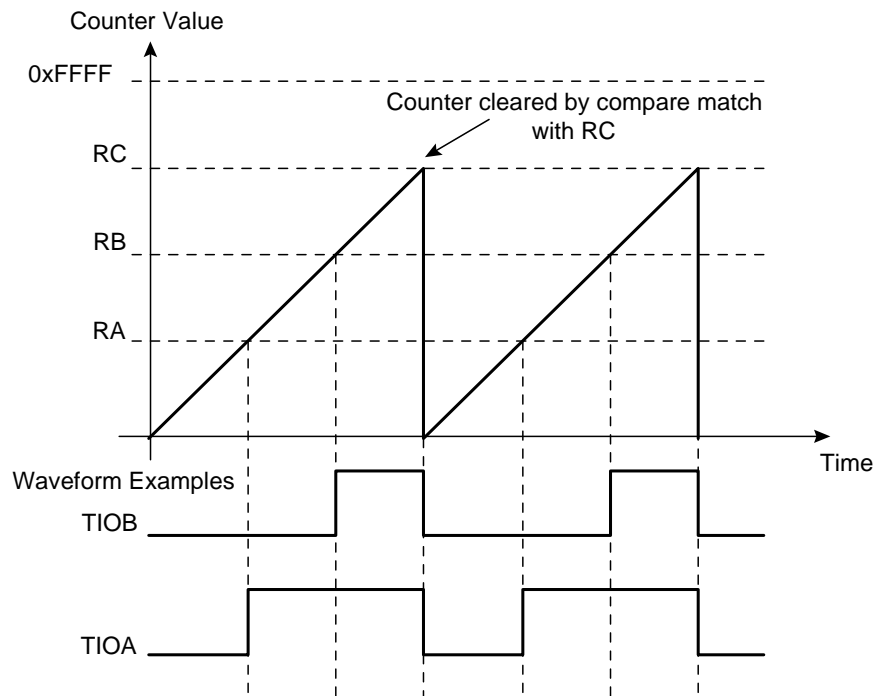 Counter Value
0xFFFF
Counter cleared by compare match
with RC
RC
RB
RA
Time
Waveform Examples
TIOB
TIOA